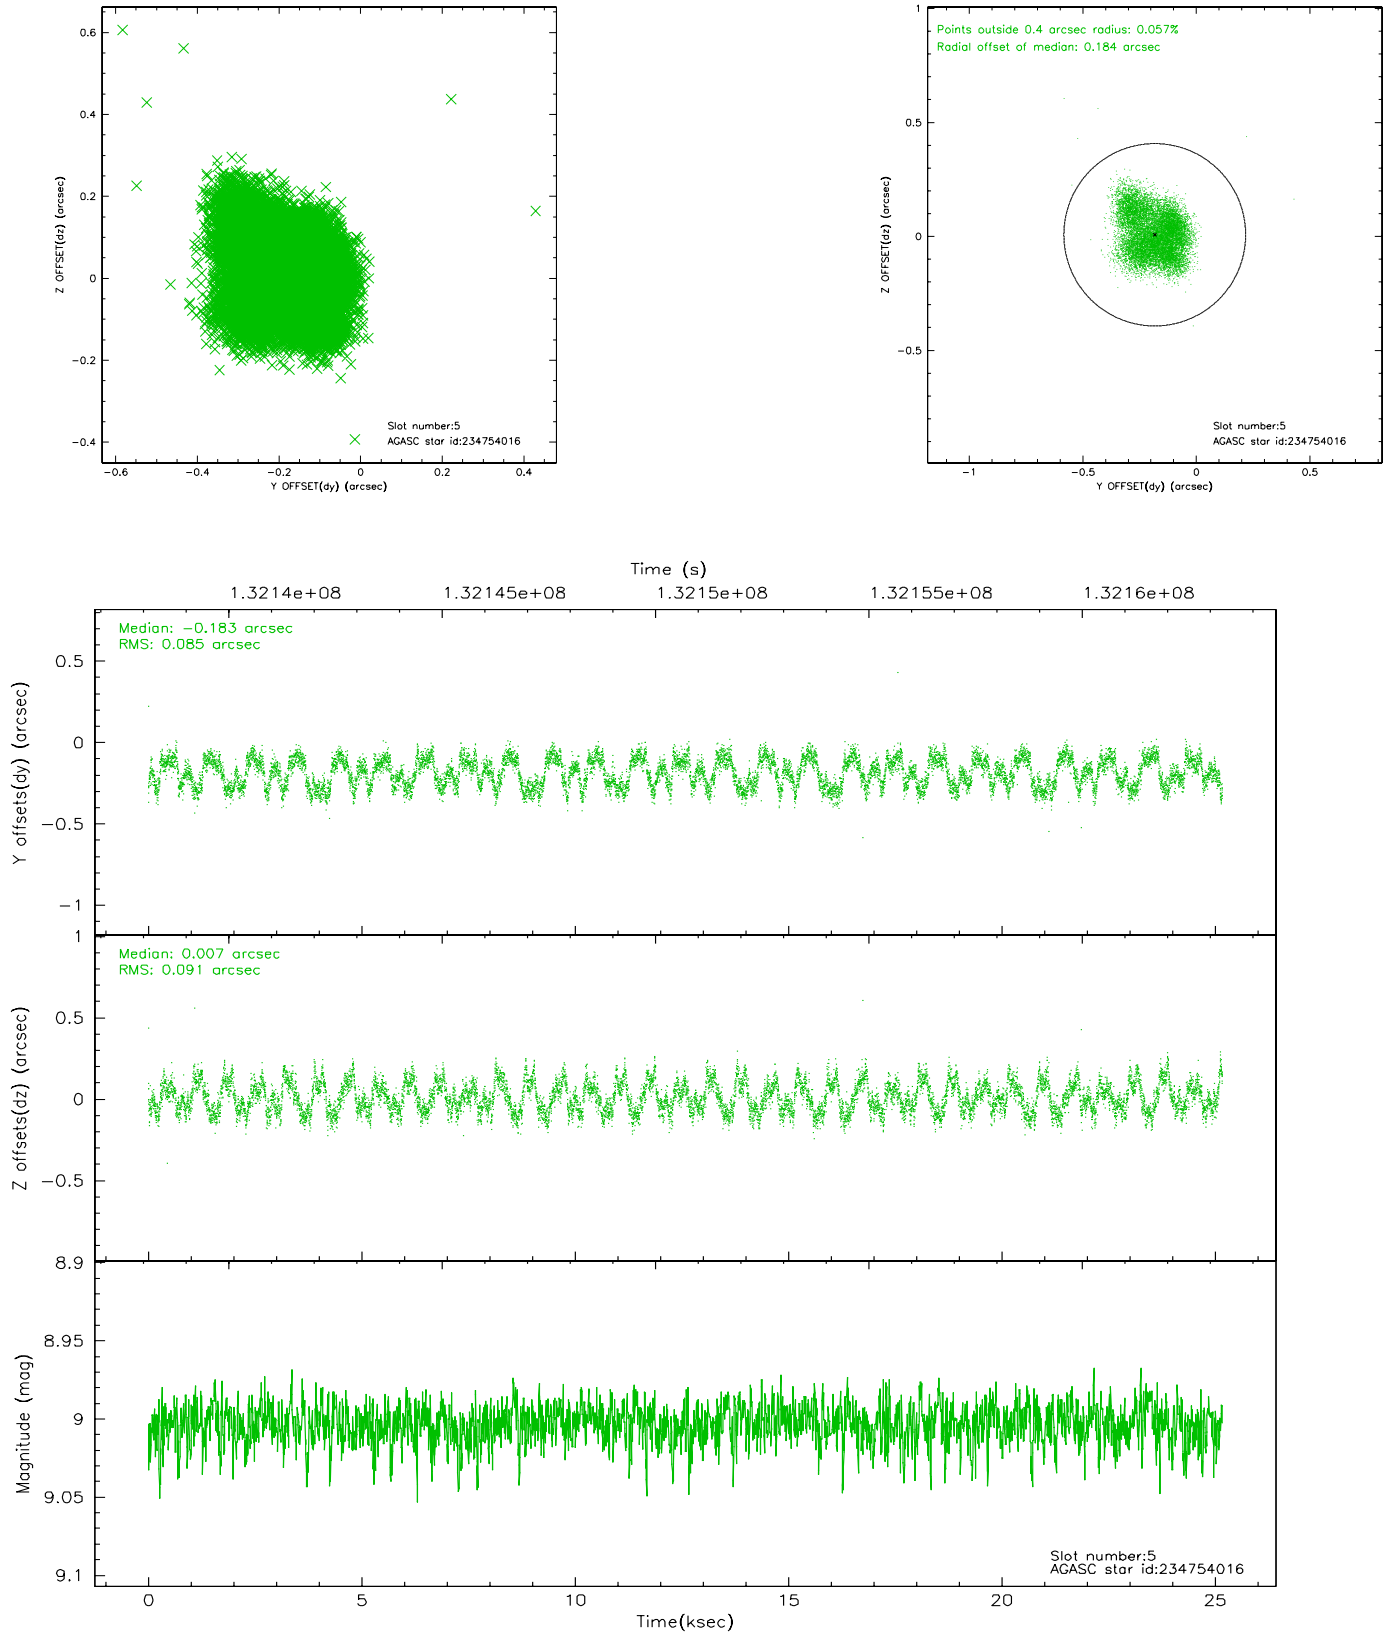 0.6
0.4
0.2
0
−0.2
−0.4
Z OFFSET(dz) (arcsec)
Slot number:5
AGASC star id:234754016
−0.6 −0.4 −0.2 0 0.2 0.4
Y OFFSET(dy) (arcsec)
Points outside 0.4 arcsec radius: 0.057%
Radial offset of median: 0.184 arcsec
1
0.5
0
−0.5
Z OFFSET(dz) (arcsec)
Slot number:5
AGASC star id:234754016
−1 −0.5 0 0.5
Y OFFSET(dy) (arcsec)
Time (s)
1.3214e+08 1.32145e+08 1.3215e+08 1.32155e+08 1.3216e+08
Median: −0.183 arcsec
RMS: 0.085 arcsec
0.5
0
−0.5
−1
Y offsets(dy) (arcsec)
Median: 0.007 arcsec
RMS: 0.091 arcsec
1
0.5
0
−0.5
Z offsets(dz) (arcsec)
8.9
8.95
9
9.05
9.1
Magnitude (mag)
Slot number:5
AGASC star id:234754016
0 5 10 15 20 25
Time(ksec)